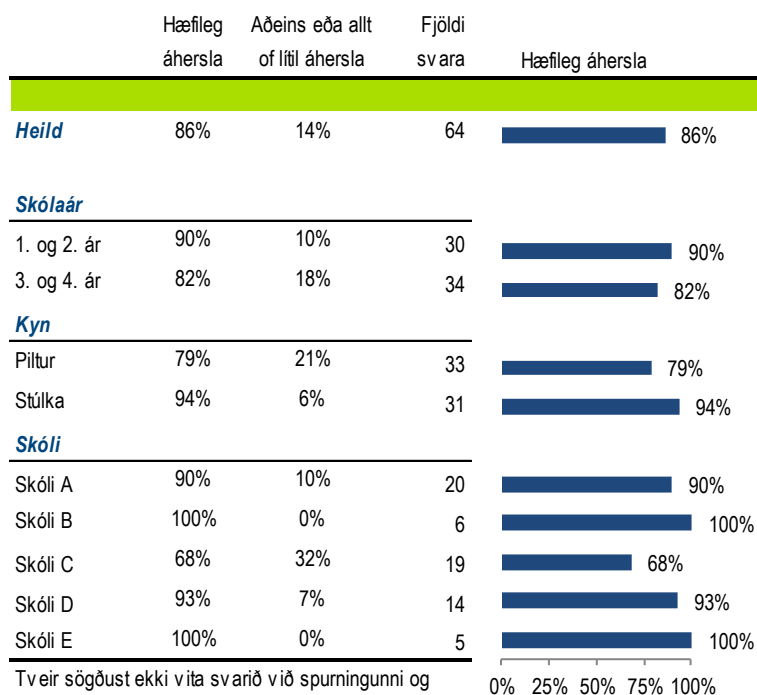 Hæfileg Aðeins eða allt Fjöldi
áhersla of lítil áhersla svara Hæfileg áhersla
Heild 86% 14% 64 86%
Skólaár
1. og 2. ár 90% 10% 30 90%
3. og 4. ár 82% 18% 34 82%
Kyn
Piltur 79% 21% 33 79%
Stúlka 94% 6% 31 94%
Skóli
Skóli A 90% 10% 20 90%
Skóli B 100% 0% 6 100%
Skóli C 68% 32% 19 68%
Skóli D 93% 7% 14 93%
Skóli E 100% 0% 5 100%
Tveir sögðust ekki vita svarið við spurningunni og 0% 25% 50% 75% 100%